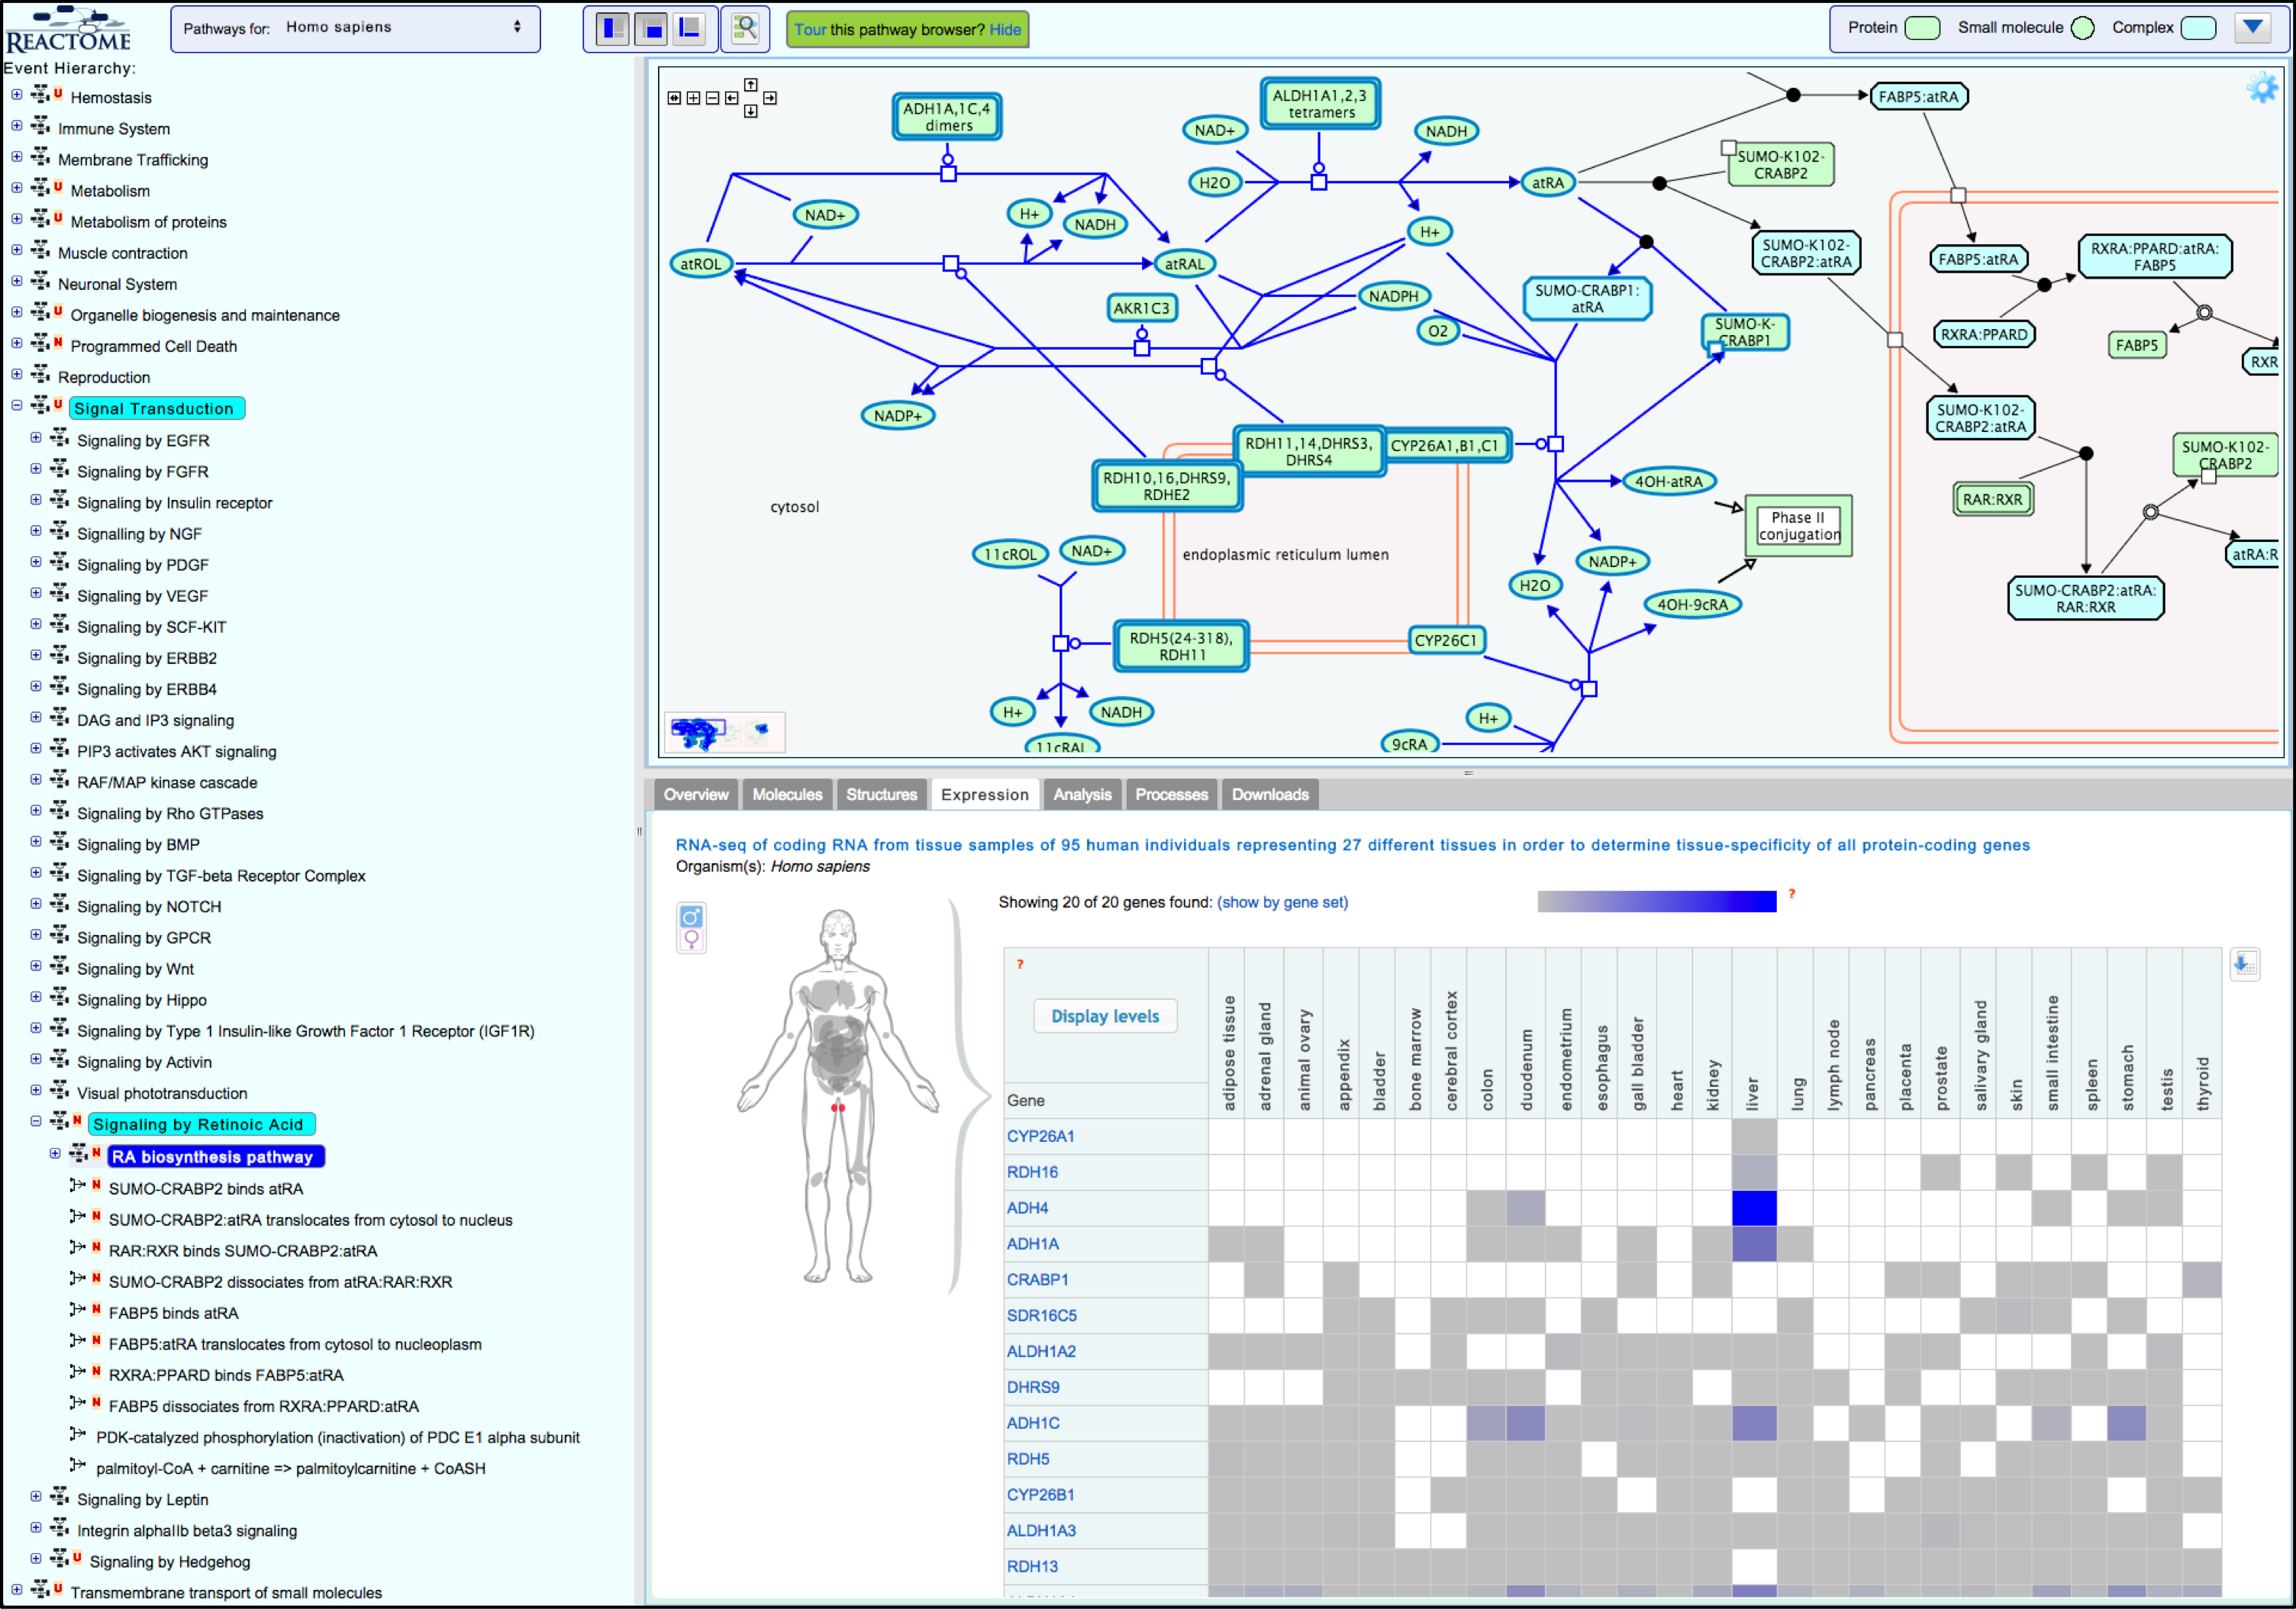 REACTOME
Pathways for: Homo sapiens
Tour this pathway browser? Hide
Protein
Small molecule
Complex
Event Hierarchy:
U Hemostasis
Immune System
Membrane Trafficking
U Metabolism
U Metabolism of proteins
Muscle contraction
Neuronal System
U Organelle biogenesis and maintenance
N Programmed Cell Death
Reproduction
U Signal Transduction
Signaling by EGFR
Signaling by FGFR
Signaling by Insulin receptor
Signalling by NGF
Signaling by PDGF
Signaling by VEGF
Signaling by SCF-KIT
Signaling by ERBB2
Signaling by ERBB4
DAG and IP3 signaling
PIP3 activates AKT signaling
RAF/MAP kinase cascade
Signaling by Rho GTPases
Signaling by BMP
Signaling by TGF-beta Receptor Complex
Signaling by NOTCH
Signaling by GPCR
Signaling by Wnt
Signaling by Hippo
Signaling by Type 1 Insulin-like Growth Factor 1 Receptor (IGF1R)
Signaling by Activin
Visual phototransduction
N Signaling by Retinoic Acid
N RA biosynthesis pathway
N SUMO-CRABP2 binds atRA
N SUMO-CRABP2:atRA translocates from cytosol to nucleus
N RAR:RXR binds SUMO-CRABP2:atRA
N SUMO-CRABP2 dissociates from atRA:RAR:RXR
N FABP5 binds atRA
N FABP5:atRA translocates from cytosol to nucleoplasm
N RXRA:PPARD binds FABP5:atRA
N FABP5 dissociates from RXRA:PPARD:atRA
PDK-catalyzed phosphorylation (inactivation) of PDC E1 alpha subunit
palmitoyl-CoA + carnitine => palmitoylcarnitine + CoASH
Signaling by Leptin
Integrin alphaIIb beta3 signaling
U Signaling by Hedgehog
U Transmembrane transport of small molecules
ADH1A,1C,4
dimers
ALDH1A1,2,3
tetramers
NAD+
NADH
H2O
atRA
FABP5:atRA
SUMO-K102-
CRABP2
NAD+
H+
NADH
H+
atROL
atRAL
SUMO-K102-
CRABP2:atRA
FABP5:atRA
RXRA:PPARD:atRA:
FABP5
AKR1C3
NADPH
O2
SUMO-CRABP1:
atRA
SUMO-K-
CRABP1
RXRA:PPARD
FABP5
RXR
NADP+
SUMO-K102-
CRABP2:atRA
RDH11,14,DHRS3,
DHRS4
CYP26A1,B1,C1
SUMO-K102-
CRABP2
RDH10,16,DHRS9,
RDHE2
4OH-atRA
RAR:RXR
cytosol
Phase II
conjugation
11cROL
NAD+
endoplasmic reticulum lumen
NADP+
atRA:R
H2O
4OH-9cRA
SUMO-CRABP2:atRA:
RAR:RXR
RDH5(24-318),
RDH11
CYP26C1
H+
NADH
H+
11cRAL
9cRA
Overview
Molecules
Structures
Expression
Analysis
Processes
Downloads
RNA-seq of coding RNA from tissue samples of 95 human individuals representing 27 different tissues in order to determine tissue-specificity of all protein-coding genes
Organism(s): Homo sapiens
Showing 20 of 20 genes found: (show by gene set)
?
?
Display levels
Gene
adipose tissue
adrenal gland
animal ovary
appendix
bladder
bone marrow
cerebral cortex
colon
duodenum
endometrium
esophagus
gall bladder
heart
kidney
liver
lung
lymph node
pancreas
placenta
prostate
salivary gland
skin
small intestine
spleen
stomach
testis
thyroid
CYP26A1
RDH16
ADH4
ADH1A
CRABP1
SDR16C5
ALDH1A2
DHRS9
ADH1C
RDH5
CYP26B1
ALDH1A3
RDH13